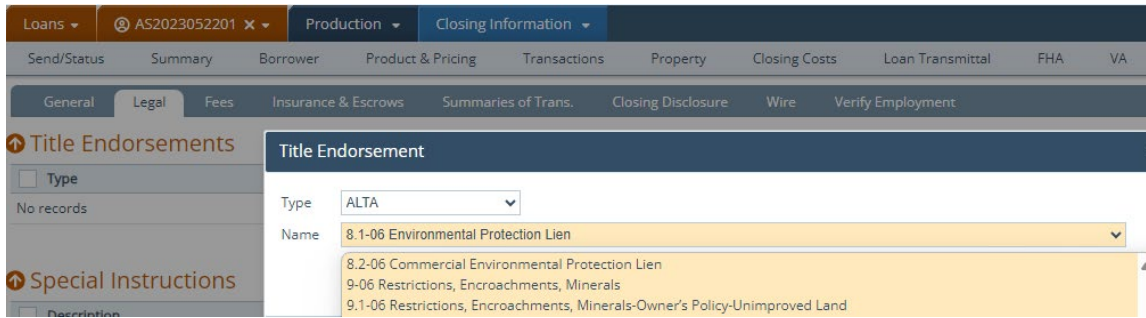 Loans AS2023052201 Production Closing Information
Send/Status Summary Borrower Product & Pricing Transactions Property Closing Costs Loan Transmittal FHA VA
General Legal Fees Insurance & Escrows Summaries of Trans. Closing Disclosure Wire Verify Employment
Title Endorsements
Title Endorsement
Type
No records
Type ALTA
Name 8.1-06 Environmental Protection Lien
8.2-06 Commercial Environmental Protection Lien
9-06 Restrictions, Encroachments, Minerals
9.1-06 Restrictions, Encroachments, Minerals-Owner's Policy-Unimproved Land
Special Instructions
Description